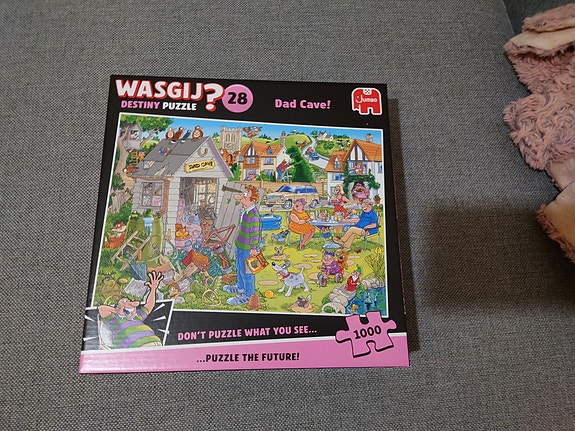 WASGIJ?
DESTINY PUZZLE 28
Dad Cave!
Jumbo
DAD CAVE
DON'T PUZZLE WHAT YOU SEE...
1000
...PUZZLE THE FUTURE!